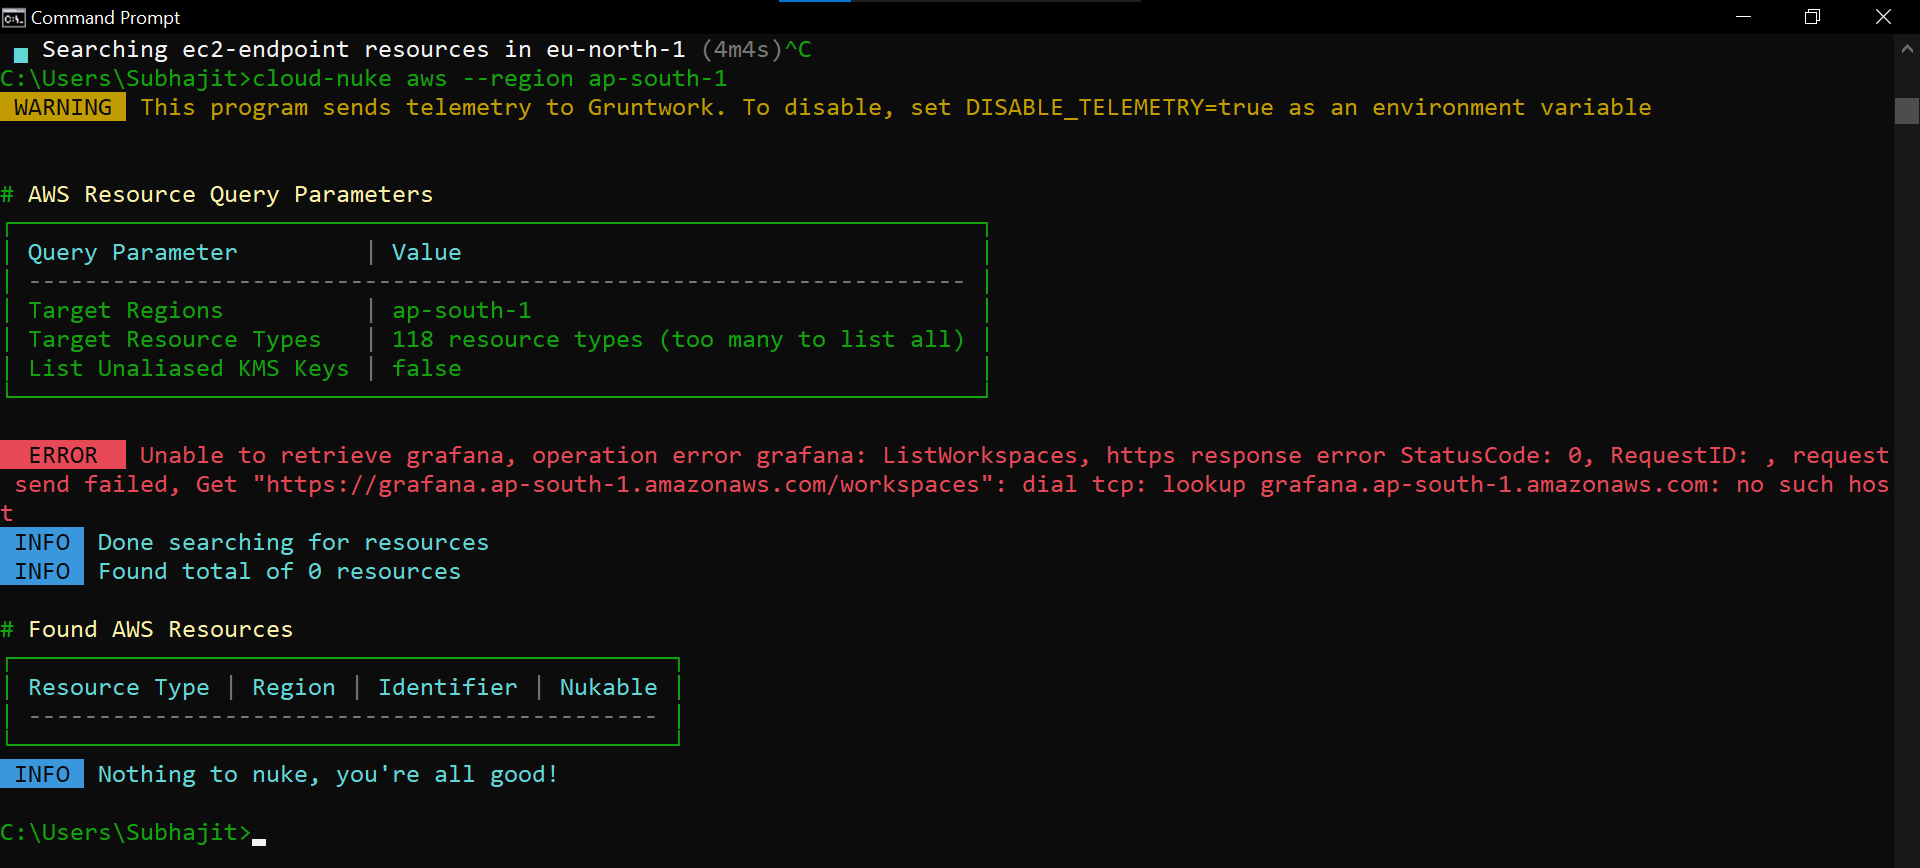 Command Prompt
Searching ec2-endpoint resources in eu-north-1 (4m4s)^C
C:\Users\Subhajit>cloud-nuke aws --region ap-south-1
WARNING This program sends telemetry to Gruntwork. To disable, set DISABLE_TELEMETRY=true as an environment variable
# AWS Resource Query Parameters
Query Parameter | Value
-------------------------------------------------------------------
Target Regions | ap-south-1
Target Resource Types | 118 resource types (too many to list all)
List Unaliased KMS Keys | false
ERROR Unable to retrieve grafana, operation error grafana: ListWorkspaces, https response error StatusCode: 0, RequestID: , request
send failed, Get "https://grafana.ap-south-1.amazonaws.com/workspaces": dial tcp: lookup grafana.ap-south-1.amazonaws.com: no such hos
t
INFO Done searching for resources
INFO Found total of 0 resources
# Found AWS Resources
Resource Type | Region | Identifier | Nukable
---------------------------------------------
INFO Nothing to nuke, you're all good!
C:\Users\Subhajit>